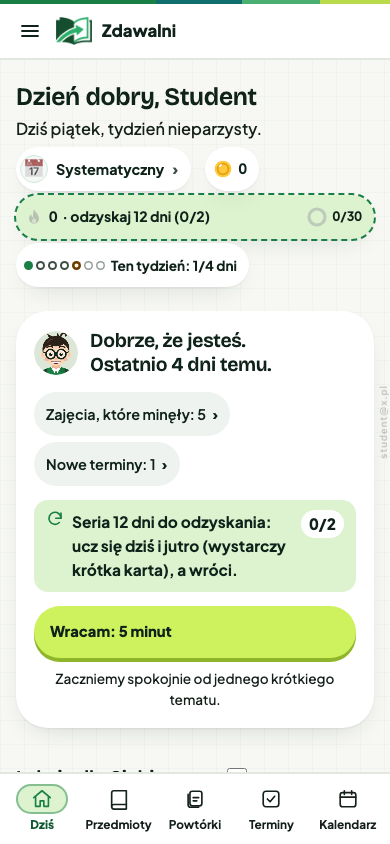 Zdawalni
Dzień dobry, Student
Dziś piątek, tydzień nieparzysty.
17 Systematyczny › 0
0 · odzyskaj 12 dni (0/2) 0/30
Ten tydzień: 1/4 dni
Dobrze, że jesteś.
Ostatnio 4 dni temu.
Zajęcia, które minęły: 5 ›
Nowe terminy: 1 ›
Seria 12 dni do odzyskania: 0/2
ucz się dziś i jutro (wystarczy
krótka karta), a wróci.
Wracam: 5 minut
Zaczniemy spokojnie od jednego krótkiego
tematu.
student@x.pl
Dziś Przedmioty Powtórki Terminy Kalendarz